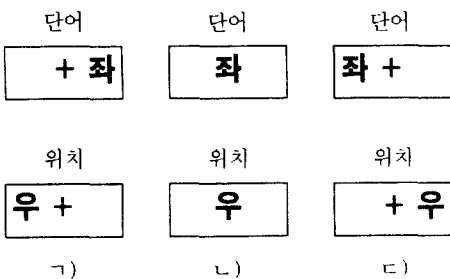 단어 단어 단어
+ 좌 좌 좌 +
위치 위치 위치
우 + 우 + 우
ㄱ) ㄴ) ㄷ)